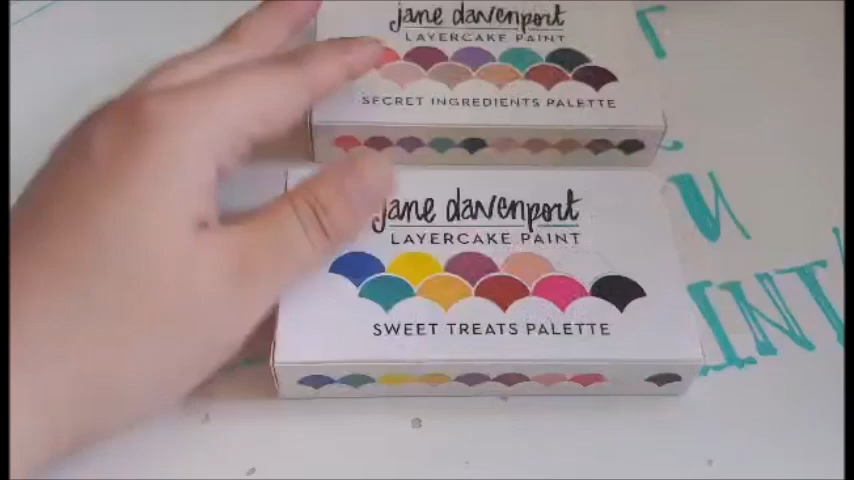 jane davenport
LAYERCAKE PAINT
SECRET INGREDIENTS PALETTE
jane davenport
LAYERCAKE PAINT
SWEET TREATS PALETTE